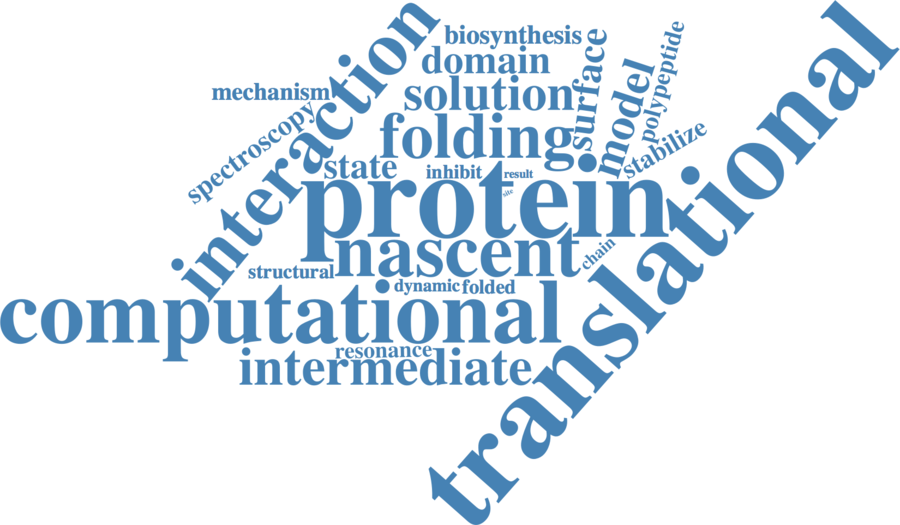 biosynthesis
domain
mechanism
solution
surface
model
polypeptide
interaction
spectroscopy
folding
stabilize
translational
state
inhibit
result
site
protein
nascent
chain
structural
dynamic
folded
computational
resonance
intermediate